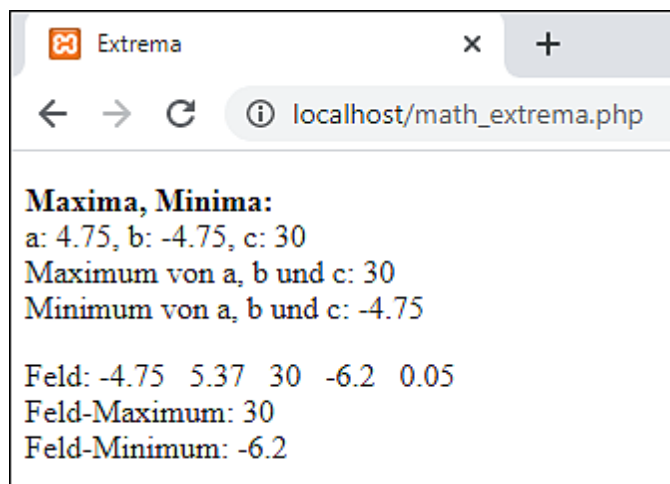 Extrema
localhost/math_extrema.php
Maxima, Minima:
a: 4.75, b: -4.75, c: 30
Maximum von a, b und c: 30
Minimum von a, b und c: -4.75
Feld: -4.75 5.37 30 -6.2 0.05
Feld-Maximum: 30
Feld-Minimum: -6.2